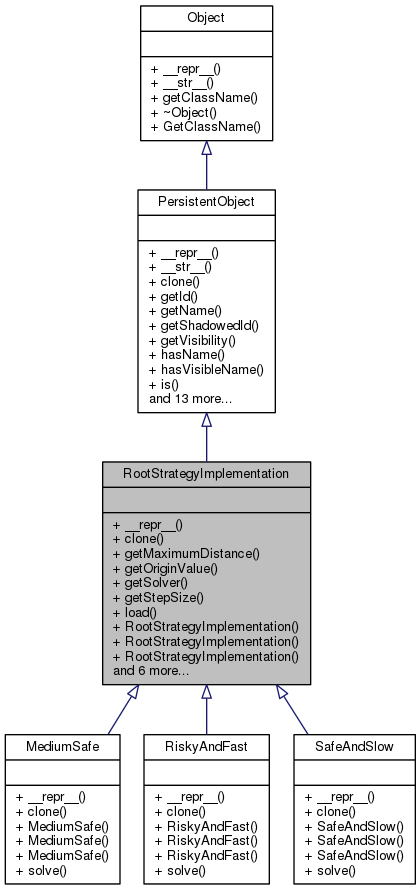 Object
+ __repr__()
+ __str__()
+ getClassName()
+ ~Object()
+ GetClassName()
PersistentObject
+ __repr__()
+ __str__()
+ clone()
+ getId()
+ getName()
+ getShadowedId()
+ getVisibility()
+ hasName()
+ hasVisibleName()
+ is()
and 13 more...
RootStrategyImplementation
+ __repr__()
+ clone()
+ getMaximumDistance()
+ getOriginValue()
+ getSolver()
+ getStepSize()
+ load()
+ RootStrategyImplementation()
+ RootStrategyImplementation()
+ RootStrategyImplementation()
and 6 more...
MediumSafe
+ __repr__()
+ clone()
+ MediumSafe()
+ MediumSafe()
+ MediumSafe()
+ solve()
RiskyAndFast
+ __repr__()
+ clone()
+ RiskyAndFast()
+ RiskyAndFast()
+ RiskyAndFast()
+ solve()
SafeAndSlow
+ __repr__()
+ clone()
+ SafeAndSlow()
+ SafeAndSlow()
+ SafeAndSlow()
+ solve()